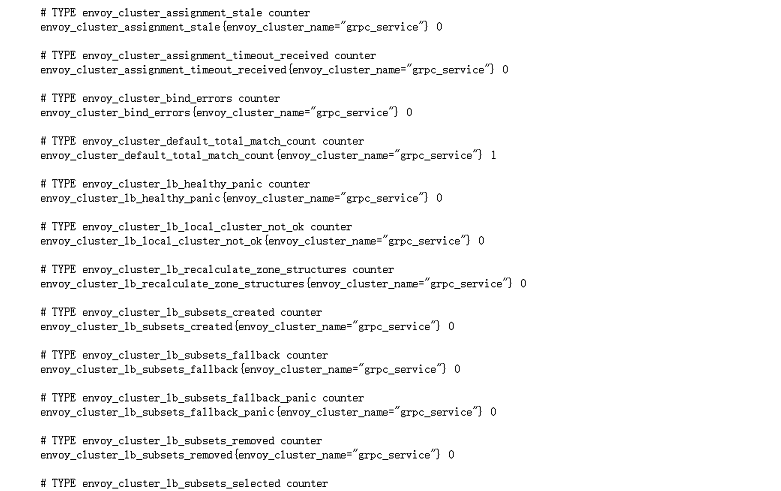 # TYPE envoy_cluster_assignment_stale counter
envoy_cluster_assignment_stale{envoy_cluster_name="grpc_service"} 0
# TYPE envoy_cluster_assignment_timeout_received counter
envoy_cluster_assignment_timeout_received{envoy_cluster_name="grpc_service"} 0
# TYPE envoy_cluster_bind_errors counter
envoy_cluster_bind_errors{envoy_cluster_name="grpc_service"} 0
# TYPE envoy_cluster_default_total_match_count counter
envoy_cluster_default_total_match_count{envoy_cluster_name="grpc_service"} 1
# TYPE envoy_cluster_lb_healthy_panic counter
envoy_cluster_lb_healthy_panic{envoy_cluster_name="grpc_service"} 0
# TYPE envoy_cluster_lb_local_cluster_not_ok counter
envoy_cluster_lb_local_cluster_not_ok{envoy_cluster_name="grpc_service"} 0
# TYPE envoy_cluster_lb_recalculate_zone_structures counter
envoy_cluster_lb_recalculate_zone_structures{envoy_cluster_name="grpc_service"} 0
# TYPE envoy_cluster_lb_subsets_created counter
envoy_cluster_lb_subsets_created{envoy_cluster_name="grpc_service"} 0
# TYPE envoy_cluster_lb_subsets_fallback counter
envoy_cluster_lb_subsets_fallback{envoy_cluster_name="grpc_service"} 0
# TYPE envoy_cluster_lb_subsets_fallback_panic counter
envoy_cluster_lb_subsets_fallback_panic{envoy_cluster_name="grpc_service"} 0
# TYPE envoy_cluster_lb_subsets_removed counter
envoy_cluster_lb_subsets_removed{envoy_cluster_name="grpc_service"} 0
# TYPE envoy_cluster_lb_subsets_selected counter